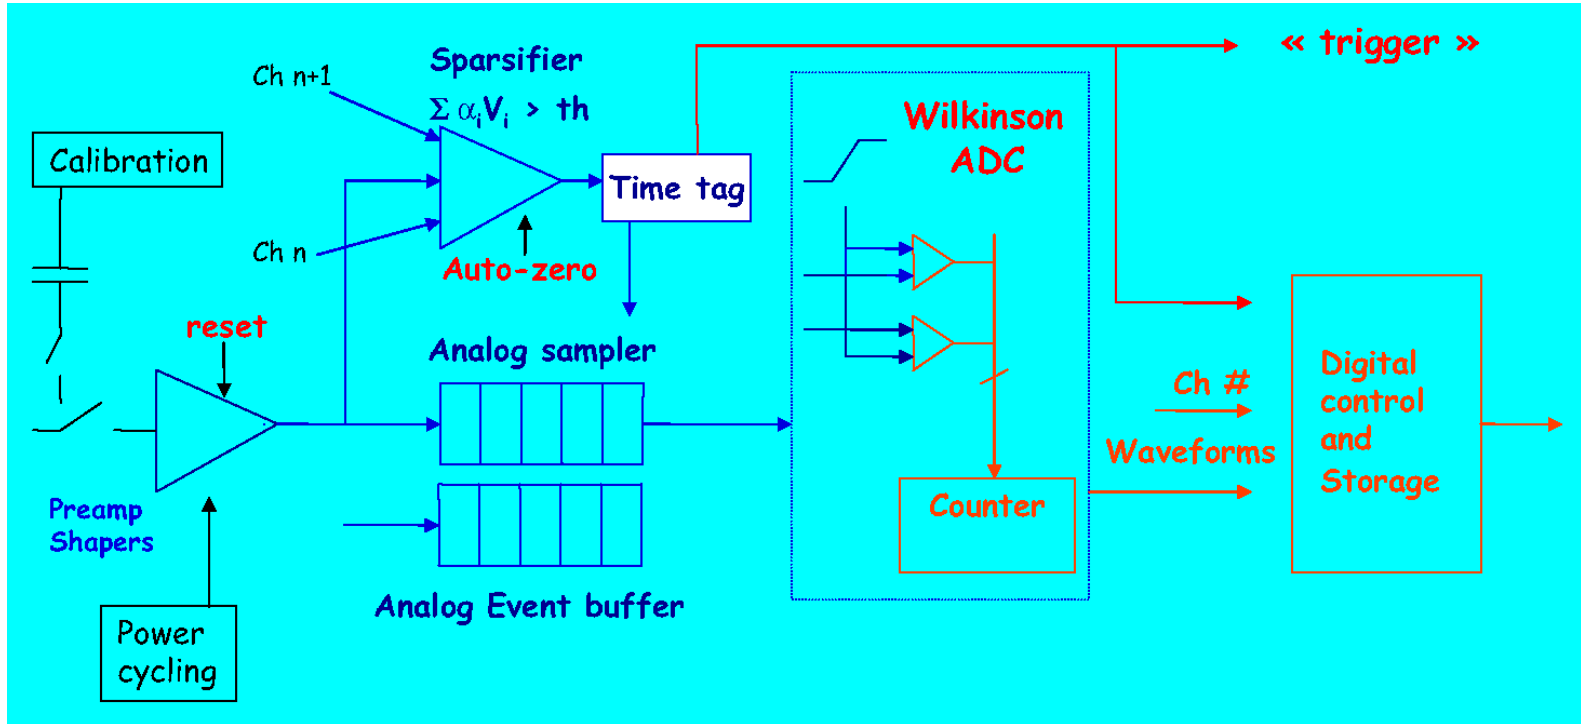 « trigger »
Sparsifier
Ch n+1
Σ αiVi > th
Wilkinson
ADC
Calibration
Time tag
Ch n
Auto-zero
reset
Analog sampler
Digital
control
and
Storage
Ch #
Waveforms
Preamp
Shapers
Counter
Analog Event buffer
Power
cycling